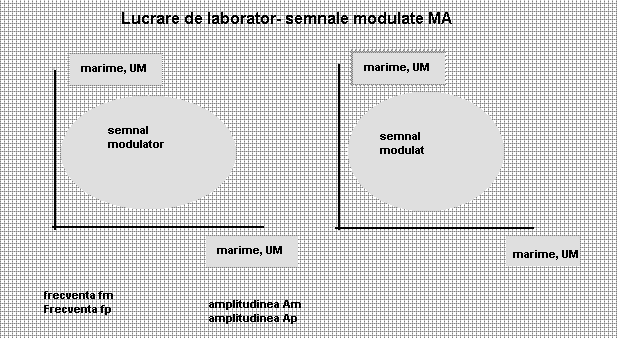 Lucrare de laborator- semnale modulate MA
marime, UM
marime, UM
semnal
modulator
semnal
modulat
marime, UM
marime, UM
frecventa fm
Frecventa fp
amplitudinea Am
amplitudinea Ap